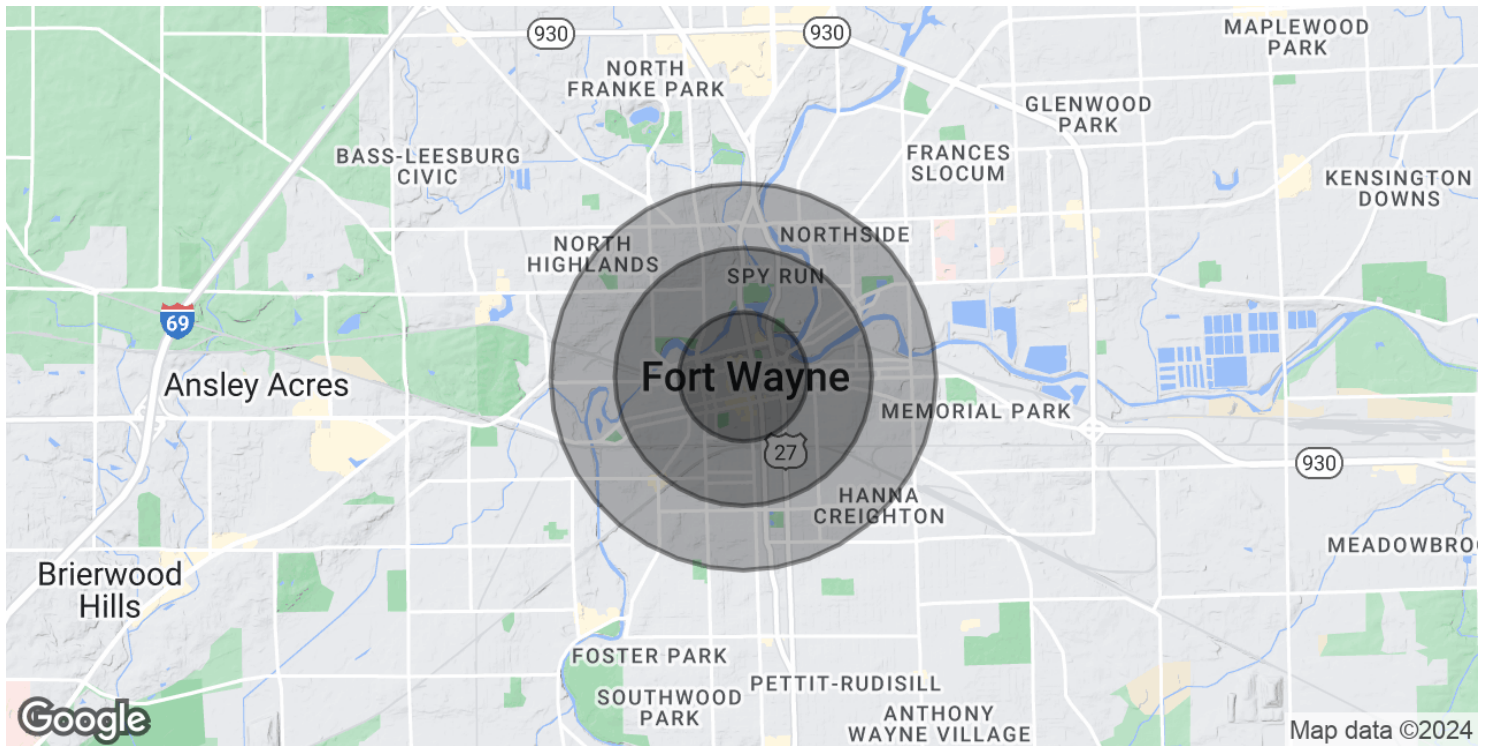 930
930
MAPLEWOOD
PARK
NORTH
FRANKE PARK
GLENWOOD
PARK
BASS-LEESBURG
CIVIC
FRANCES
SLOCUM
KENSINGTON
DOWNS
NORTHSIDE
NORTH
HIGHLANDS
SPY RUN
69
Fort Wayne
Ansley Acres
MEMORIAL PARK
27
930
HANNA
CREIGHTON
MEADOWBRO
Brierwood
Hills
FOSTER PARK
PETTIT-RUDISILL
SOUTHWOOD
PARK
ANTHONY
WAYNE VILLAGE
Google
Map data ©2024